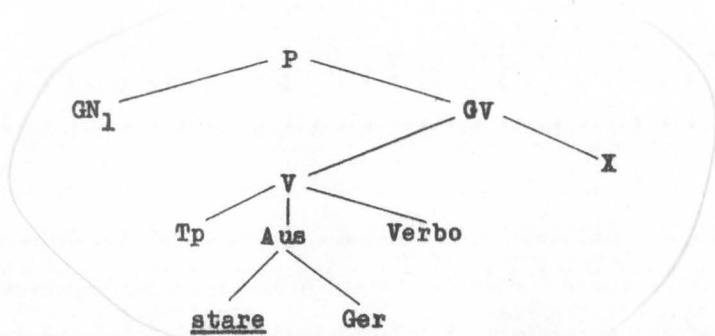 P
GN1 GV
X
V
Tp Aus Verbo
stare Ger